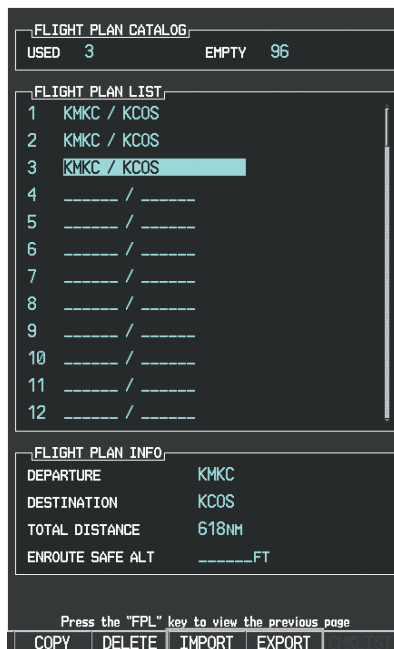 FLIGHT PLAN CATALOG
USED 3 EMPTY 96
FLIGHT PLAN LIST
1 KMKC / KCOS
2 KMKC / KCOS
3 KMKC / KCOS
4 ______ / ______
5 ______ / ______
6 ______ / ______
7 ______ / ______
8 ______ / ______
9 ______ / ______
10 ______ / ______
11 ______ / ______
12 ______ / ______
FLIGHT PLAN INFO
DEPARTURE KMKC
DESTINATION KCOS
TOTAL DISTANCE 618NM
ENROUTE SAFE ALT ______FT
Press the "FPL" key to view the previous page
COPY DELETE IMPORT EXPORT CHKLIST